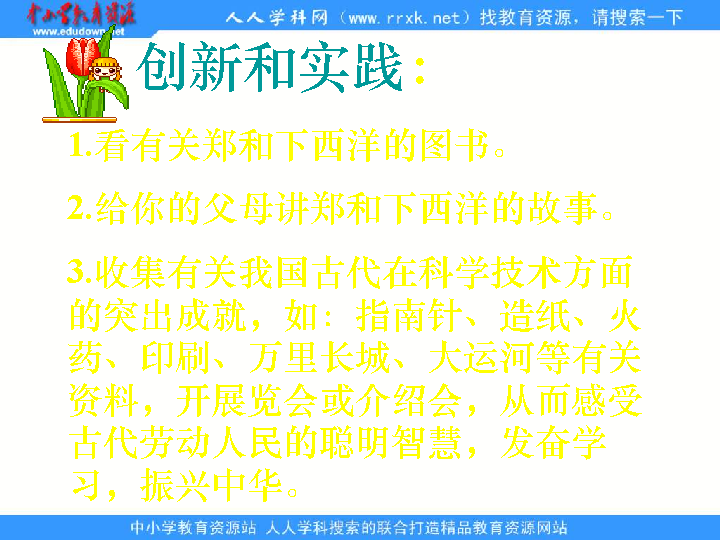 中小学教育资源
www.edudown.net
人人学科网（www.rrxk.net）找教育资源，请搜索一下
创新和实践：
1.看有关郑和下西洋的图书。
2.给你的父母讲郑和下西洋的故事。
3.收集有关我国古代在科学技术方面
的突出成就，如：指南针、造纸、火
药、印刷、万里长城、大运河等有关
资料，开展览会或介绍会，从而感受
古代劳动人民的聪明智慧，发奋学
习，振兴中华。
中小学教育资源站 人人学科搜索的联合打造精品教育资源网站